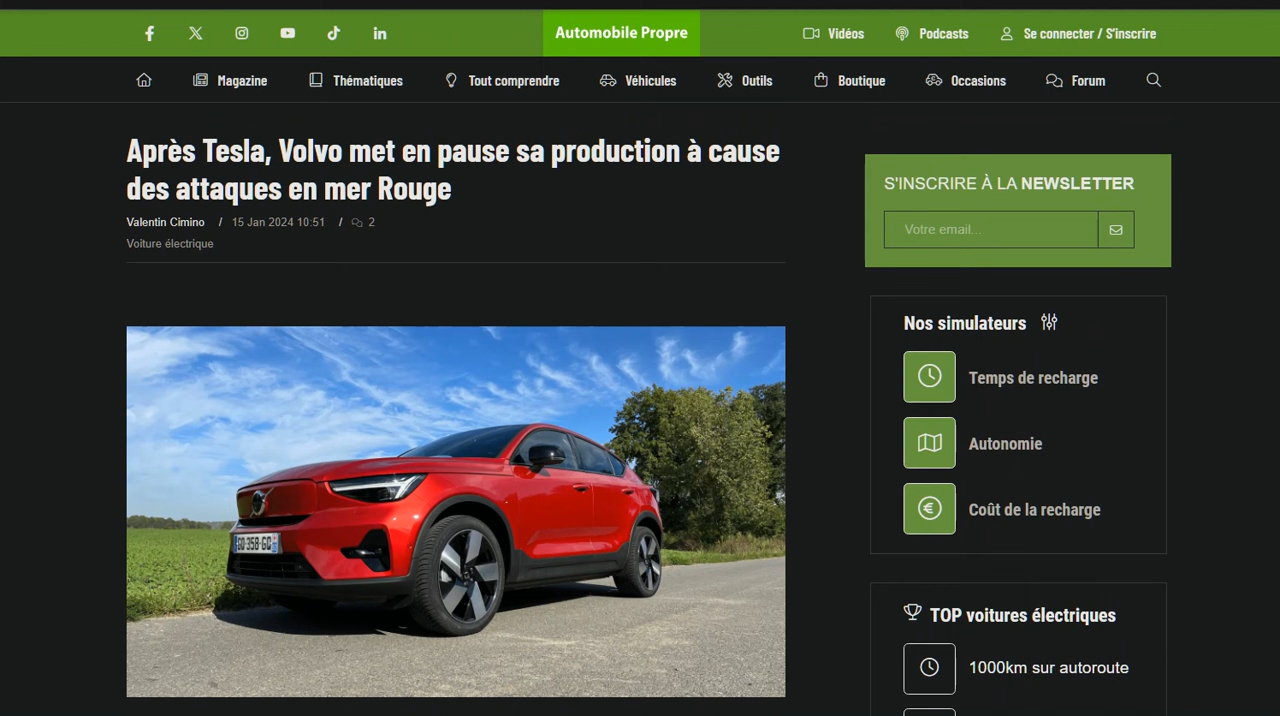 Automobile Propre
Vidéos
Podcasts
Se connecter / S'inscrire
Magazine
Thématiques
Tout comprendre
Véhicules
Outils
Boutique
Occasions
Forum
Après Tesla, Volvo met en pause sa production à cause
des attaques en mer Rouge
Valentin Cimino / 15 Jan 2024 10:51 / 2
Voiture électrique
S'INSCRIRE À LA NEWSLETTER
Votre email...
Nos simulateurs
Temps de recharge
Autonomie
Coût de la recharge
TOP voitures électriques
1000km sur autoroute